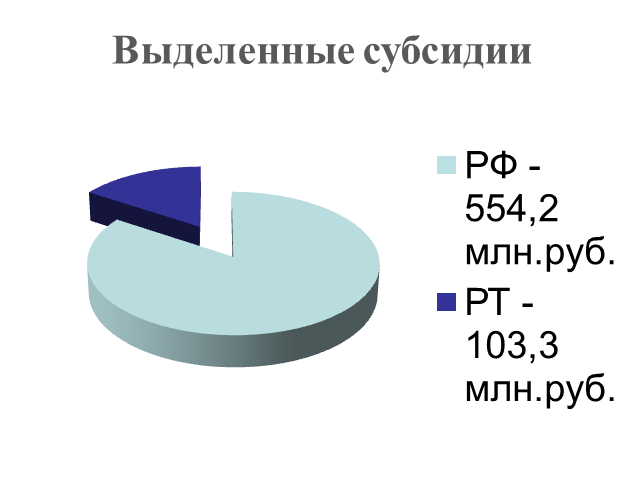 Выделенные субсидии
РФ -
554,2
млн.руб.
РТ -
103,3
млн.руб.